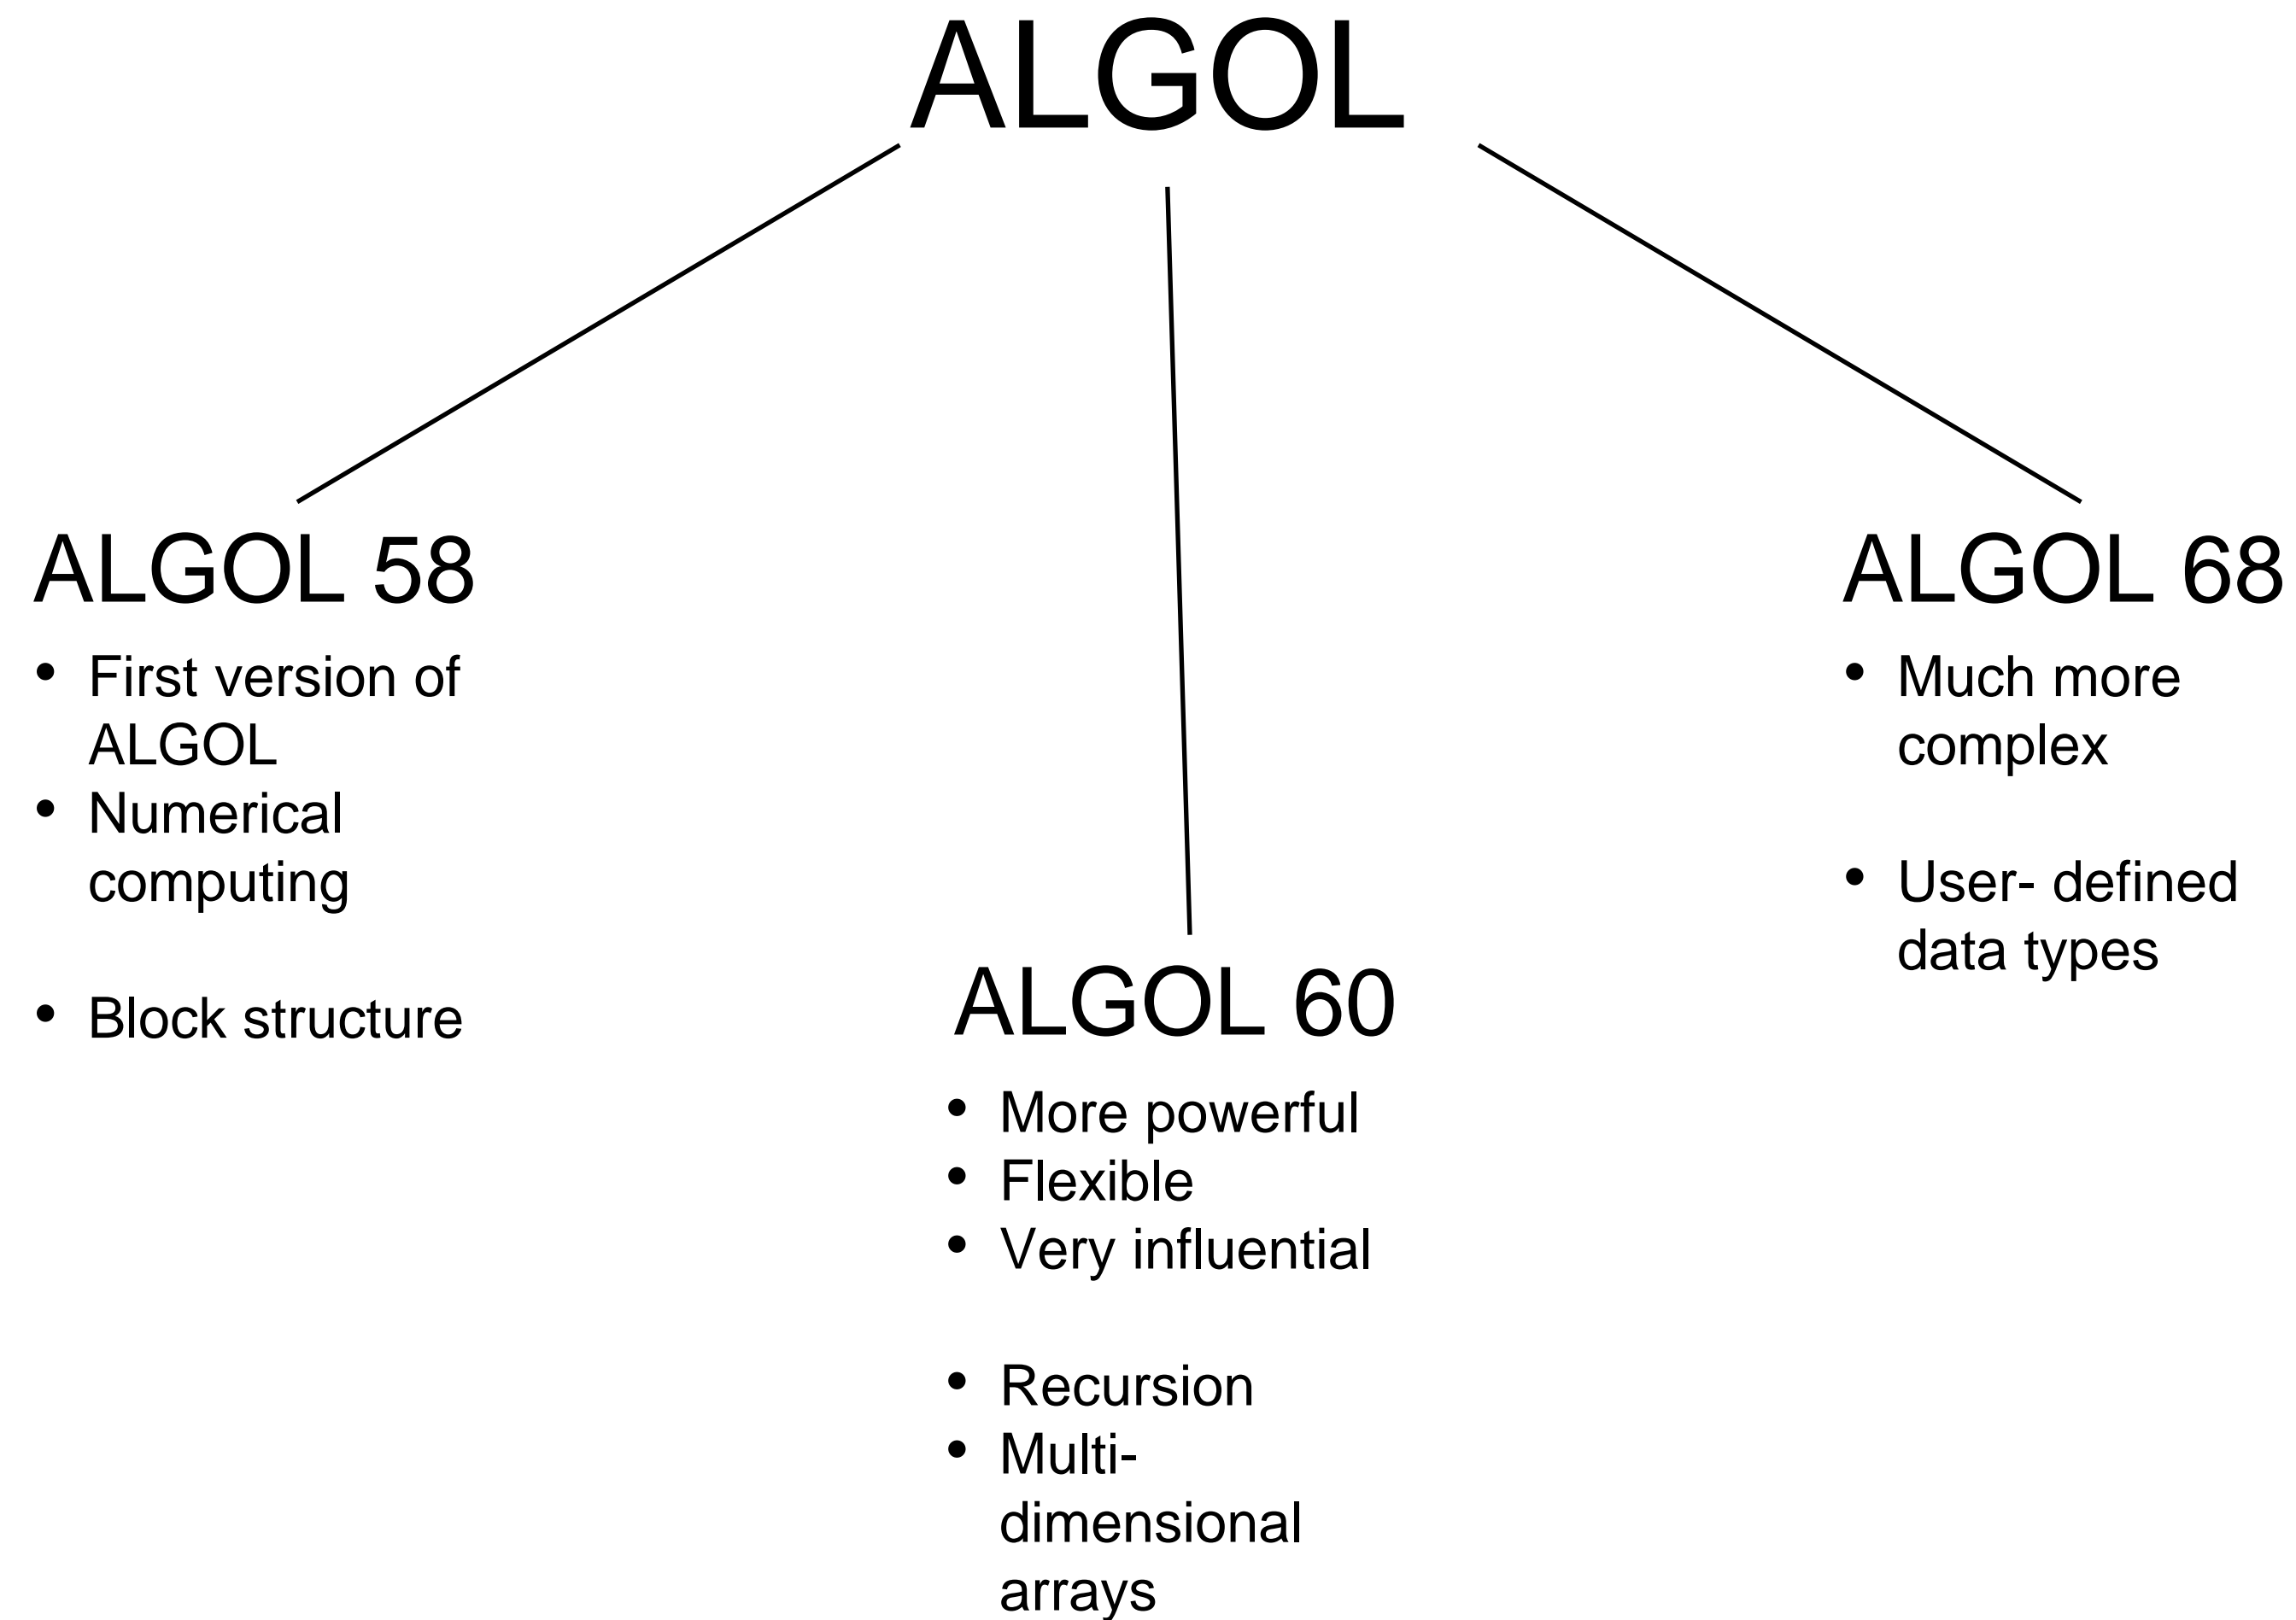 ALGOL
ALGOL 58
• First version of
ALGOL
• Numerical
computing
• Block structure
ALGOL 60
• More powerful
• Flexible
• Very influential
• Recursion
• Multi-
dimensional
arrays
ALGOL 68
• Much more
complex
• User- defined
data types